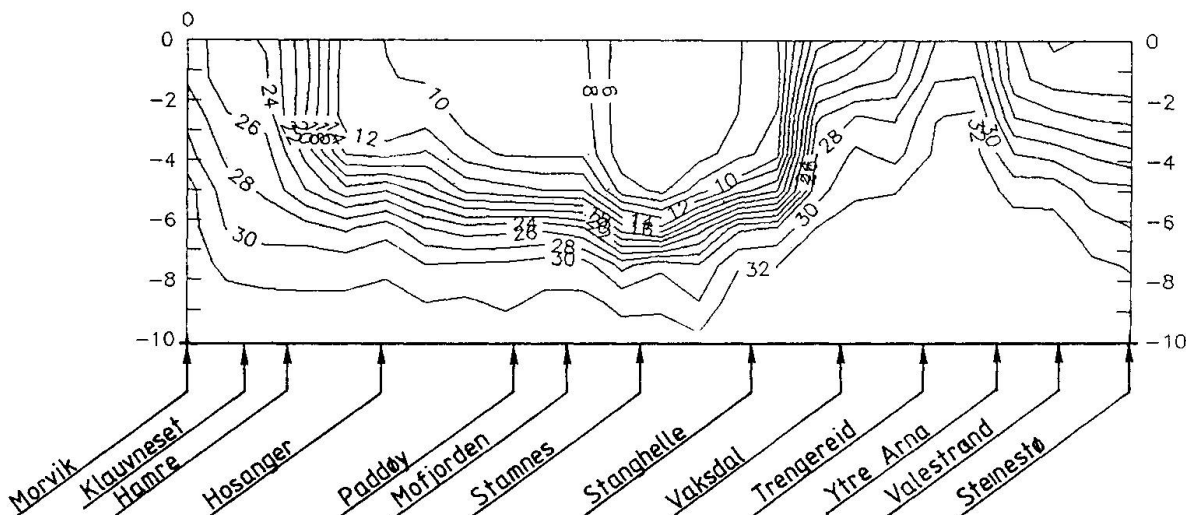 0
0
0
-2
-2
-4
-4
-6
-6
-8
-8
-10
-10
24
26
28
30
12
10
8
6
24
26
28
30
14
16
12
10
32
30
28
30
32
Morvik
Klauvneset
Hamre
Hosanger
Paddøy
Mofjorden
Stamnes
Stanghelle
Vaksdal
Trengereid
Ytre Arna
Valestrand
Steinestø